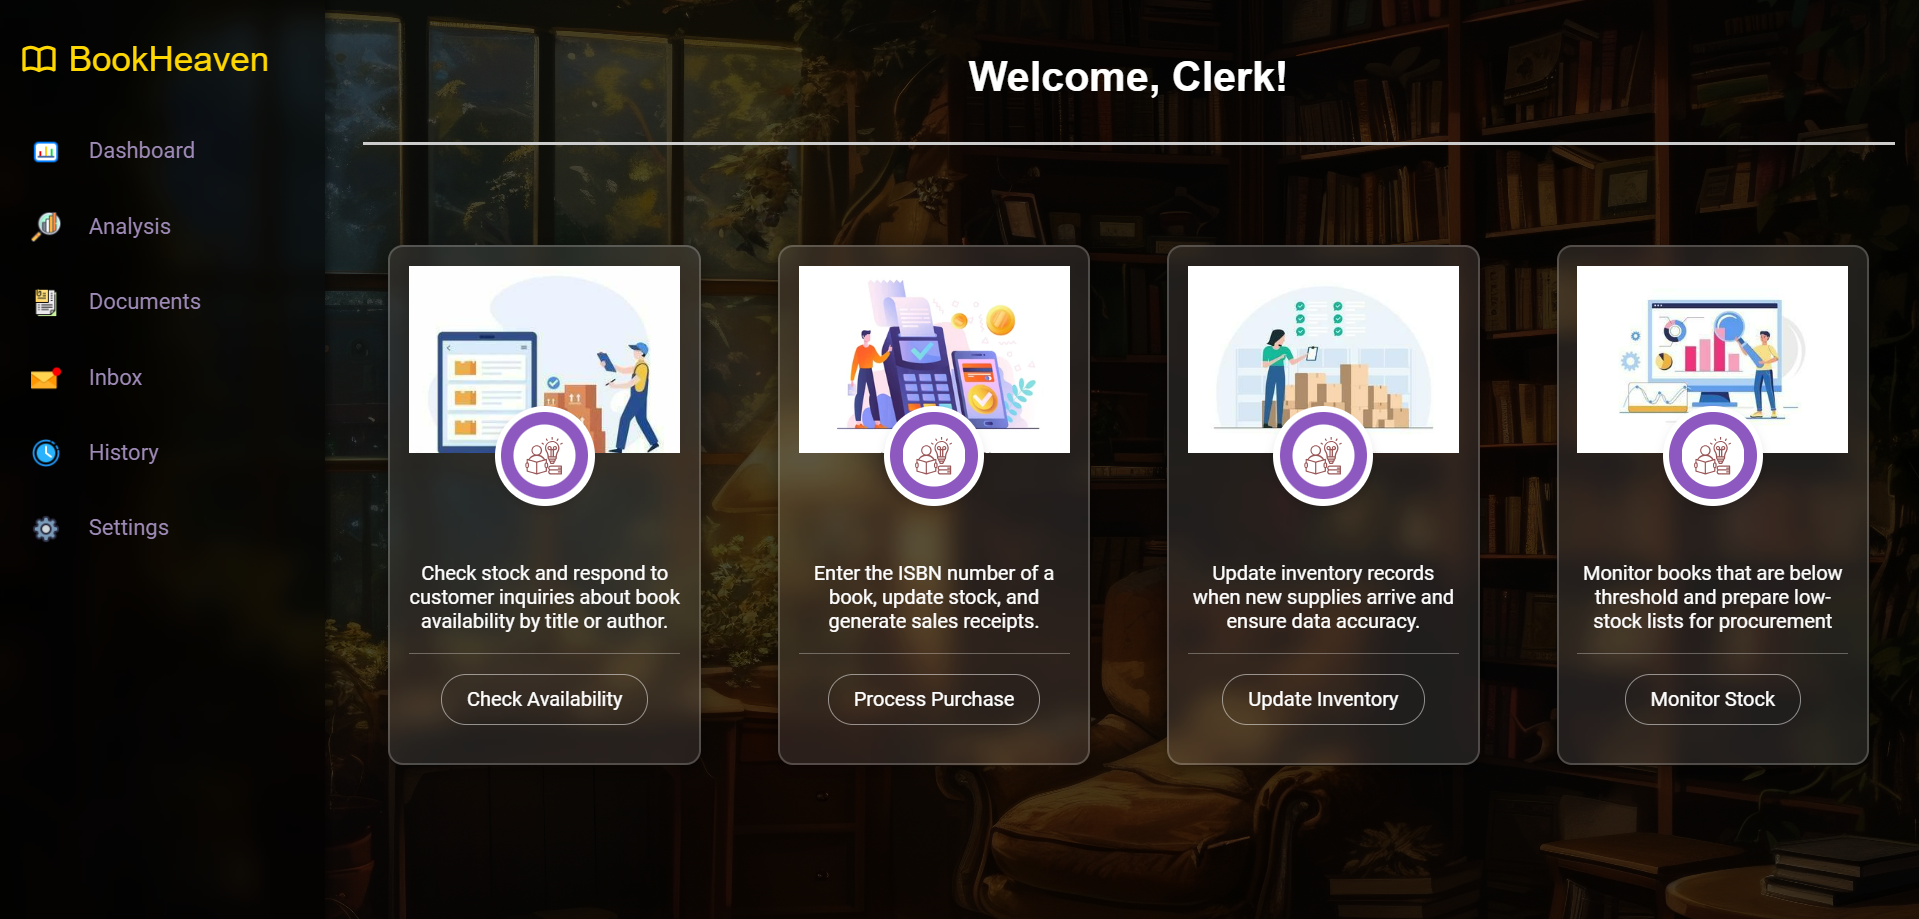 BookHeaven
Dashboard
Analysis
Documents
Inbox
History
Settings
Welcome, Clerk!
Check stock and respond to
customer inquiries about book
availability by title or author.
Check Availability
Enter the ISBN number of a
book, update stock, and
generate sales receipts.
Process Purchase
Update inventory records
when new supplies arrive and
ensure data accuracy.
Update Inventory
Monitor books that are below
threshold and prepare low-
stock lists for procurement
Monitor Stock